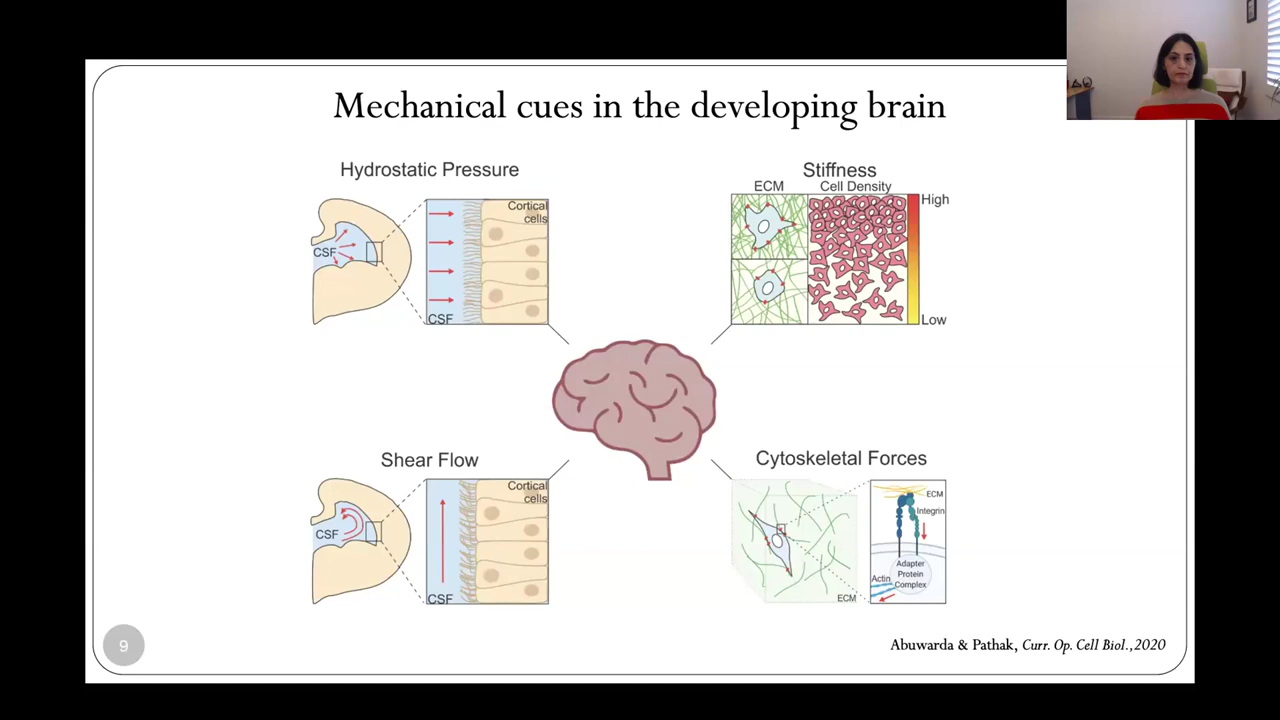 Mechanical cues in the developing brain
Hydrostatic Pressure
CSF
Cortical
cells
CSF
Stiffness
ECM
Cell Density
High
Low
Shear Flow
CSF
Cortical
cells
CSF
Cytoskeletal Forces
ECM
ECM
Integrin
Adapter
Protein
Complex
Actin
9
Abuwarda & Pathak, Curr. Op. Cell Biol.,2020